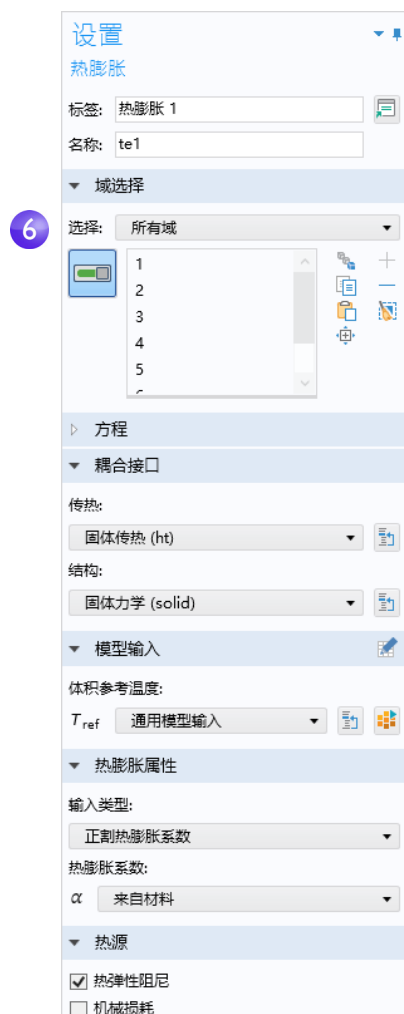 设置
热膨胀
标签: 热膨胀 1
名称: te1
域选择
6 选择: 所有域
1
2
3
4
5
方程
耦合接口
传热:
固体传热 (ht)
结构:
固体力学 (solid)
模型输入
体积参考温度:
Tref 通用模型输入
热膨胀属性
输入类型:
正割热膨胀系数
热膨胀系数:
α 来自材料
热源
热弹性阻尼
机械损耗